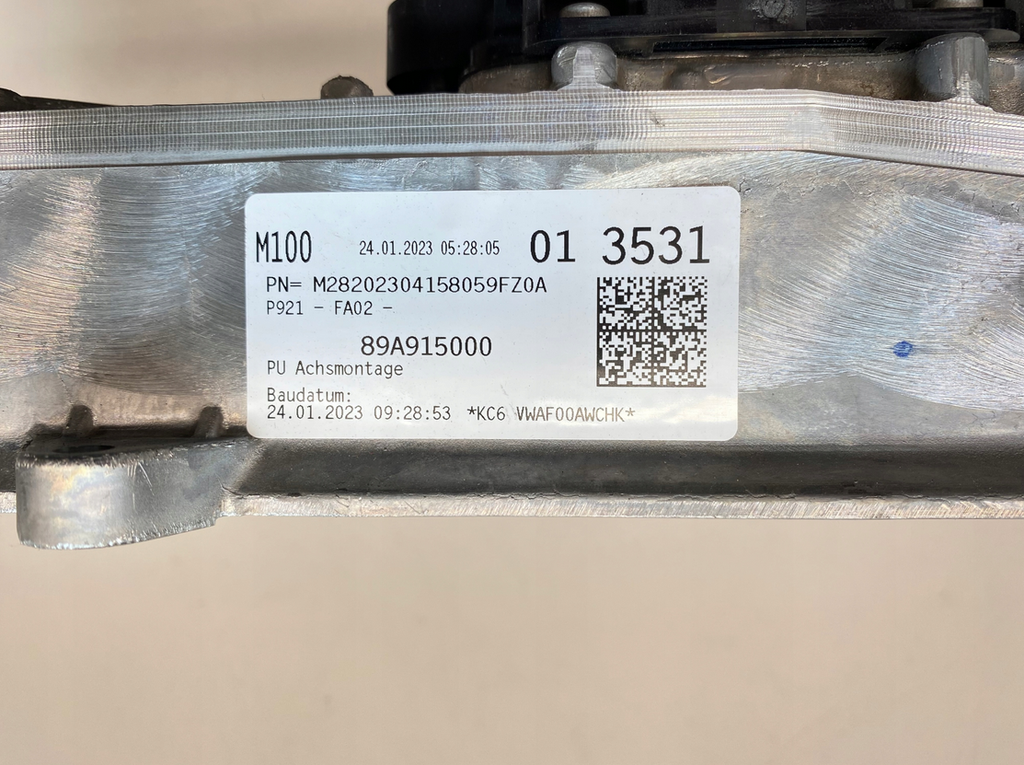 M100 24.01.2023 05:28:05 01 3531
PN= M28202304158059FZ0A
P921 - FA02 -
89A915000
PU Achsmontage
Baudatum:
24.01.2023 09:28:53 *KC6 VWAF00AWCHK*